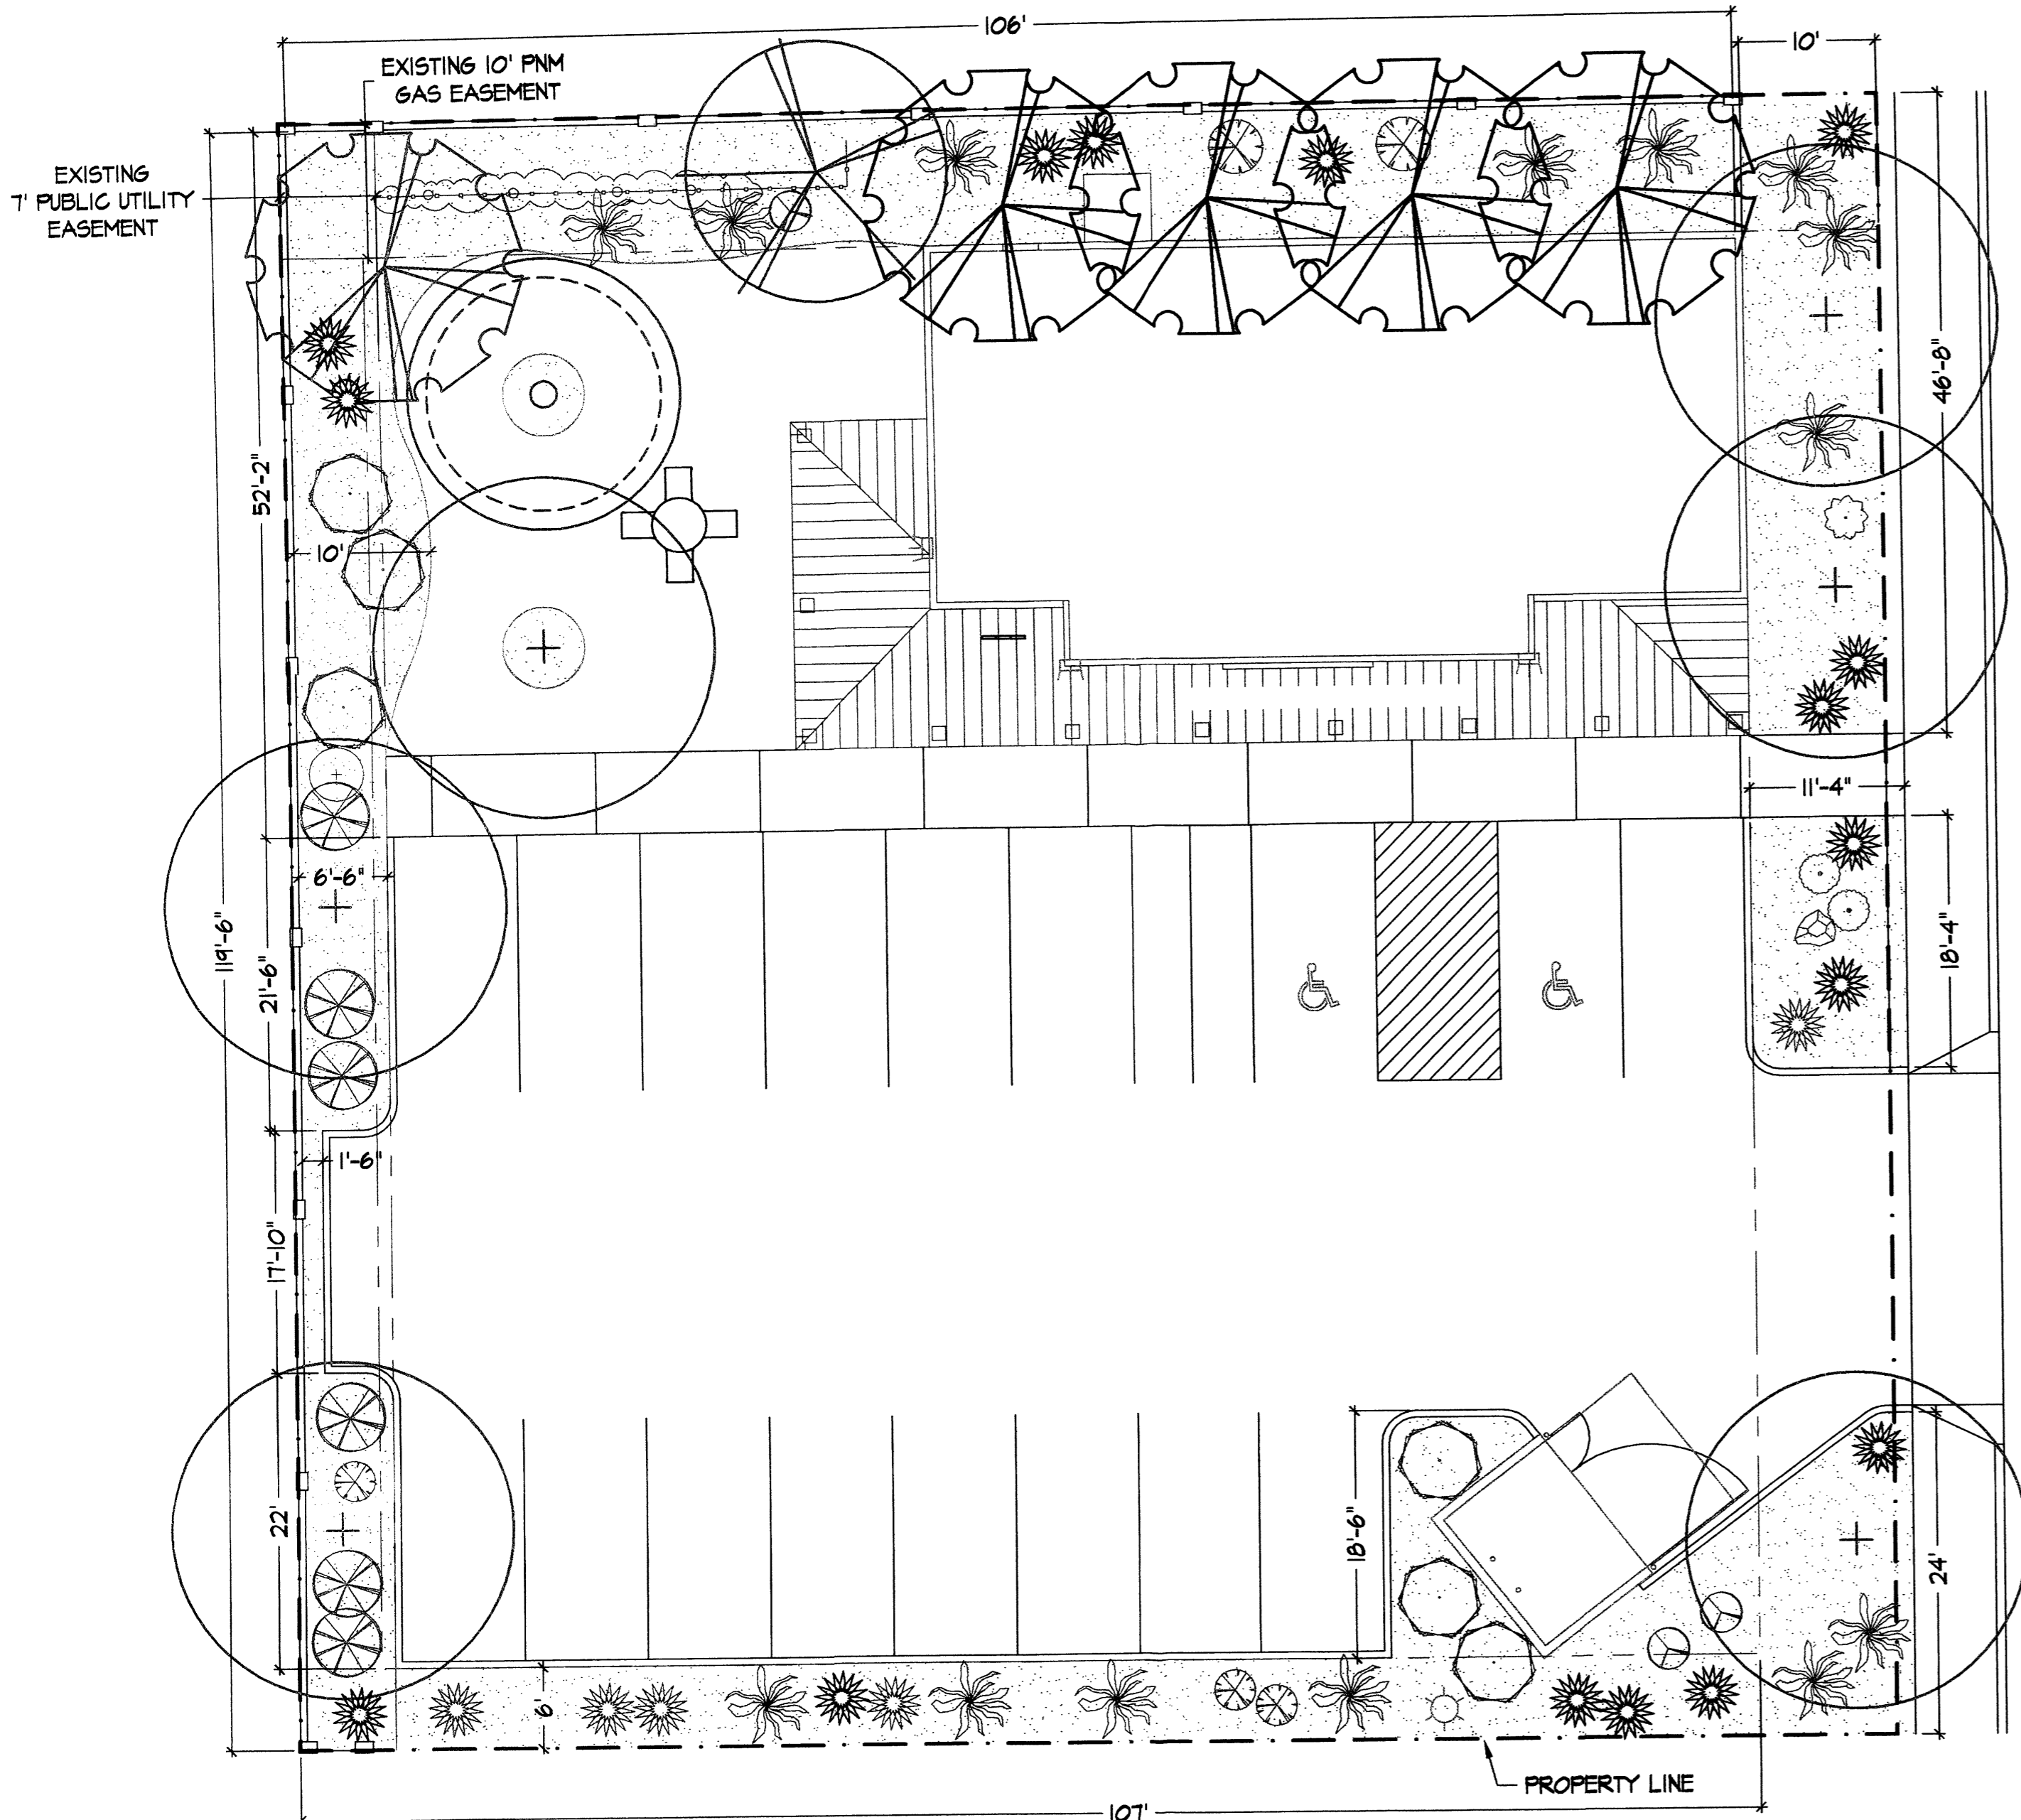 106'
10'
EXISTING 10' PNM
GAS EASEMENT
EXISTING
7' PUBLIC UTILITY
EASEMENT
46'-8"
52'-2"
10'
11'-4"
6'-6"
119'-6"
21'-6"
18'-4"
1'-6"
17'-10"
22'
18'-6"
24'
6'
PROPERTY LINE
107'